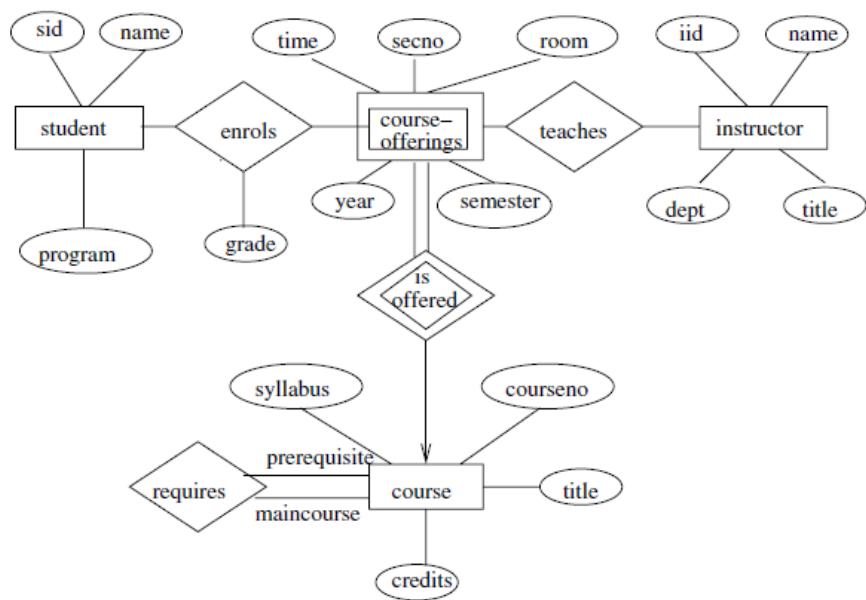 sid
name
time
secno
room
iid
name
student
enrols
course-
offerings
teaches
instructor
year
semester
dept
title
program
grade
is
offered
syllabus
courseno
prerequisite
requires
course
title
maincourse
credits